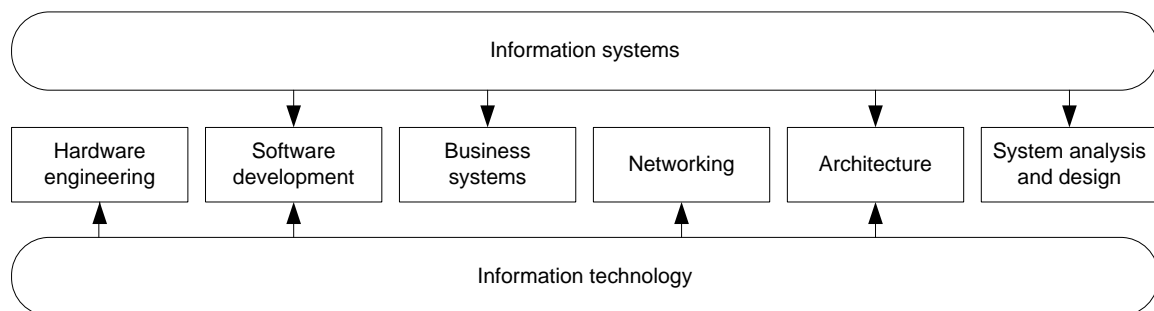 Information systems
Hardware
engineering
Software
development
Business
systems
Networking
Architecture
System analysis
and design
Information technology